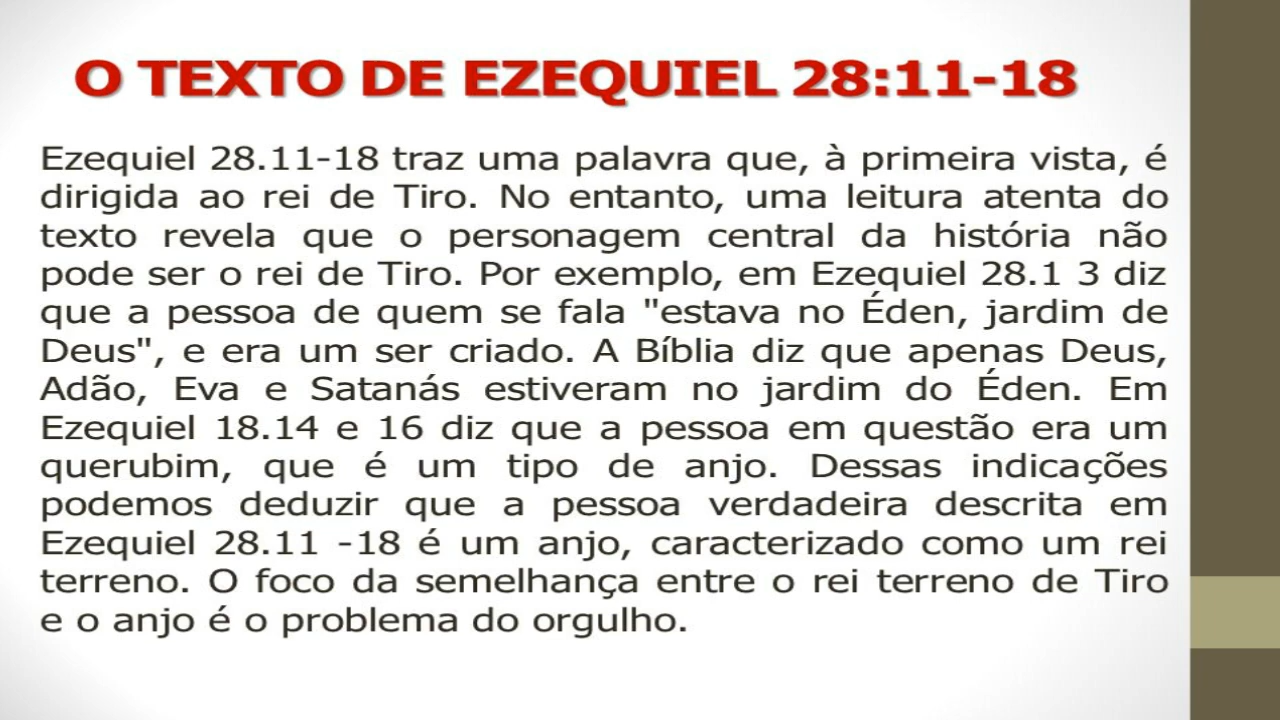 O TEXTO DE EZEQUIEL 28:11-18
Ezequiel 28.11-18 traz uma palavra que, à primeira vista, é
dirigida ao rei de Tiro. No entanto, uma leitura atenta do
texto revela que o personagem central da história não
pode ser o rei de Tiro. Por exemplo, em Ezequiel 28.1 3 diz
que a pessoa de quem se fala "estava no Éden, jardim de
Deus", e era um ser criado. A Bíblia diz que apenas Deus,
Adão, Eva e Satanás estiveram no jardim do Éden. Em
Ezequiel 18.14 e 16 diz que a pessoa em questão era um
querubim, que é um tipo de anjo. Dessas indicações
podemos deduzir que a pessoa verdadeira descrita em
Ezequiel 28.11 -18 é um anjo, caracterizado como um rei
terreno. O foco da semelhança entre o rei terreno de Tiro
e o anjo é o problema do orgulho.